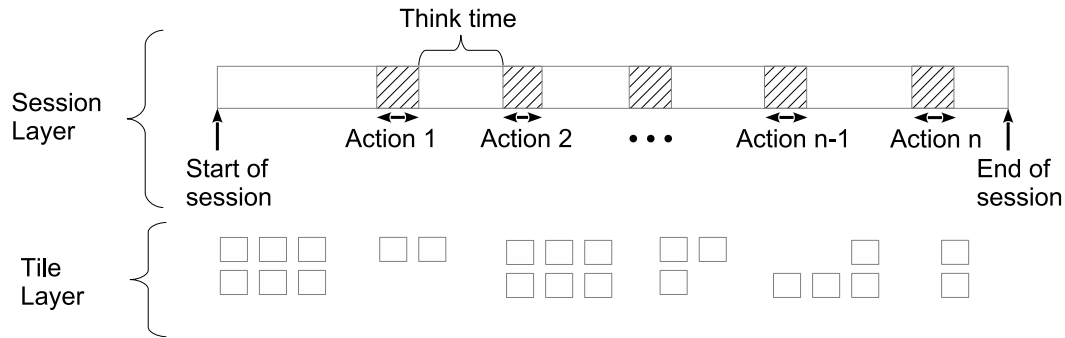 Think time
Session
Layer
Action 1
Action 2
•••
Action n-1
Action n
Start of
session
End of
session
Tile
Layer